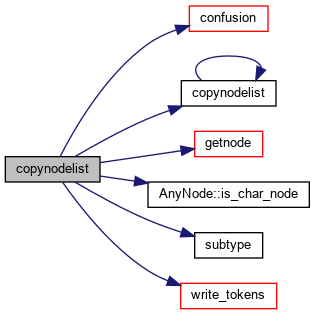 confusion
copynodelist
getnode
copynodelist
AnyNode::is_char_node
subtype
write_tokens